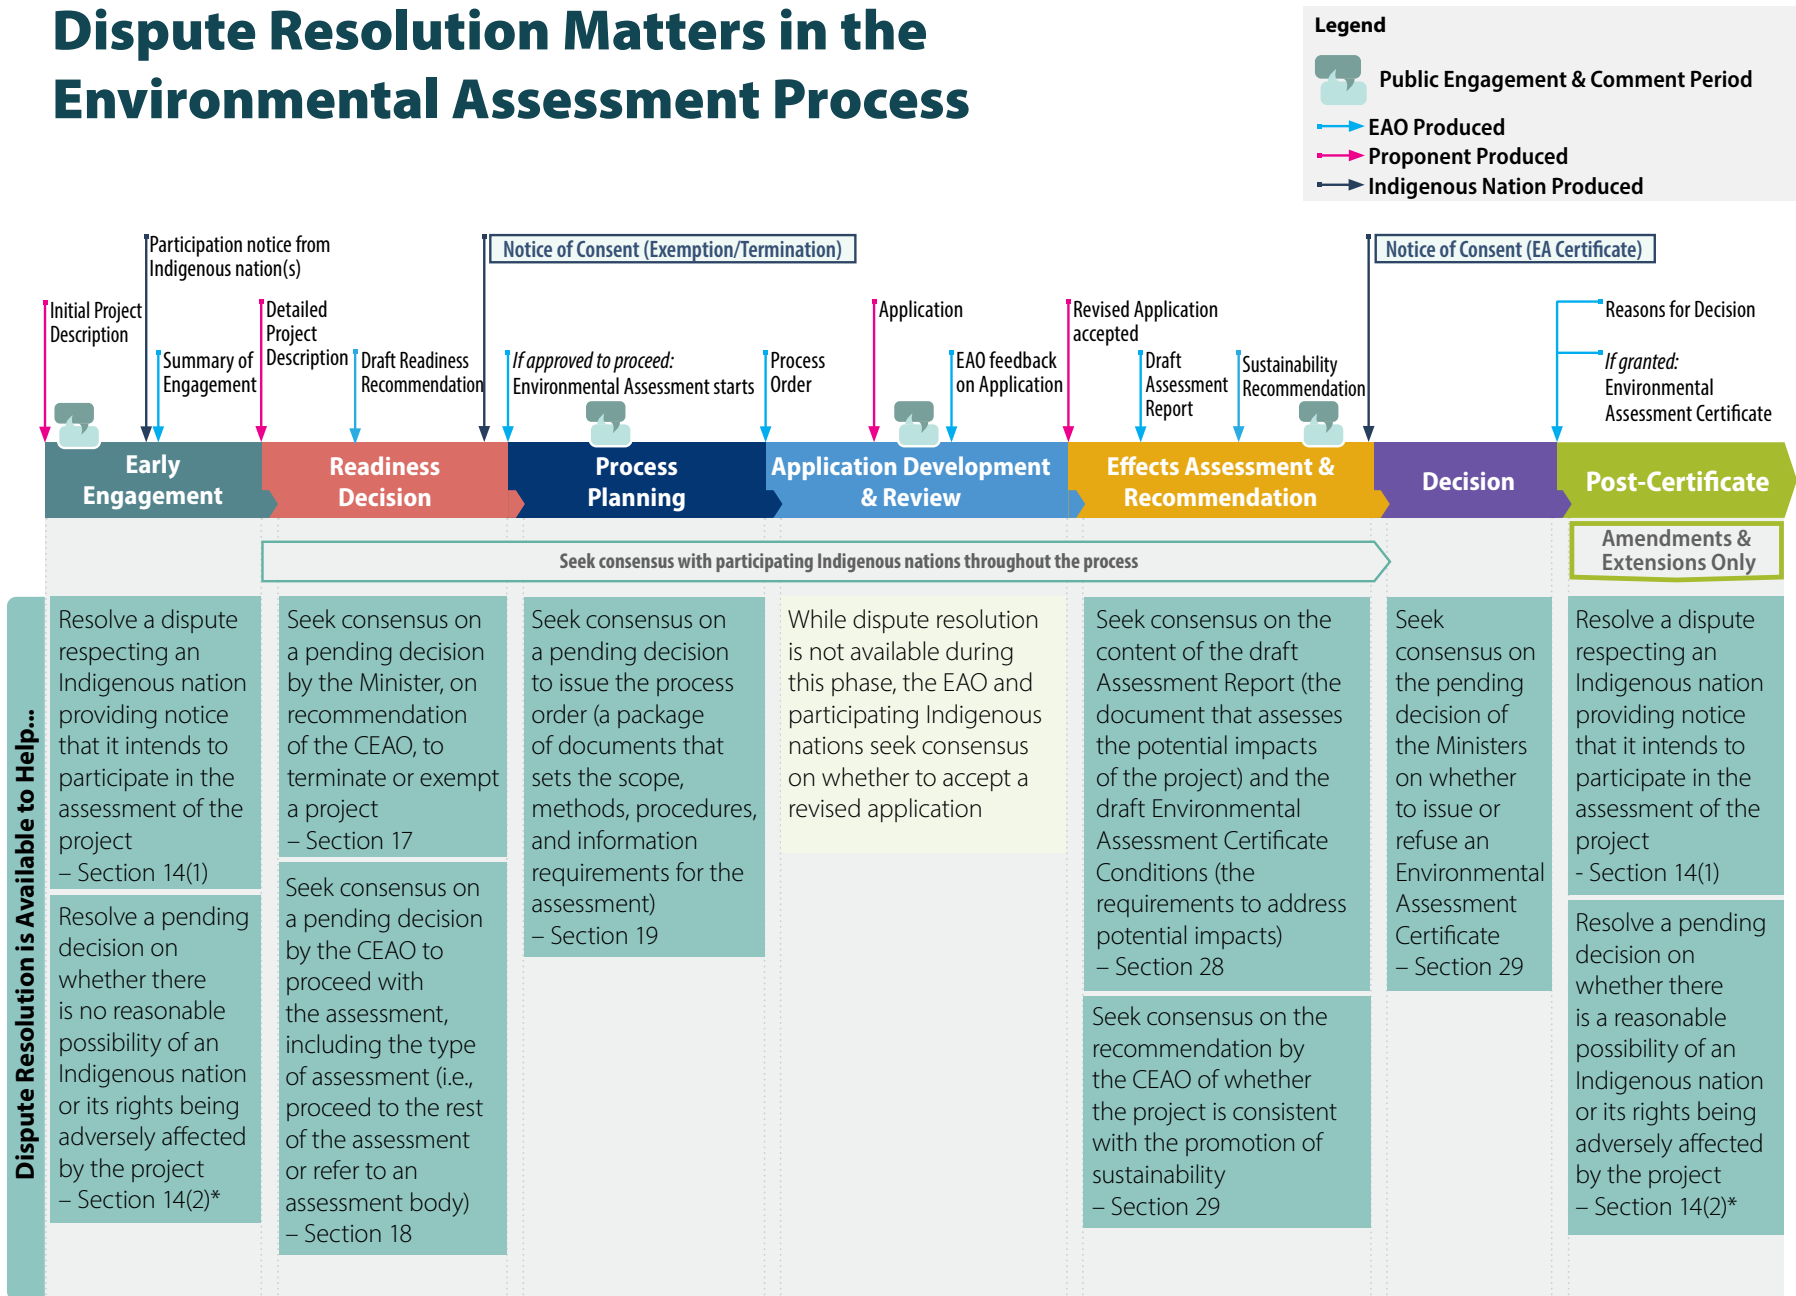 Dispute Resolution Matters in the
Environmental Assessment Process
Legend
Public Engagement & Comment Period
EAO Produced
Proponent Produced
Indigenous Nation Produced
Participation notice from
Indigenous nation(s)
Notice of Consent (Exemption/Termination)
Notice of Consent (EA Certificate)
Initial Project
Description
Summary of
Engagement
Detailed
Project
Description
Draft Readiness
Recommendation
If approved to proceed:
Environmental Assessment starts
Process
Order
Application
EAO feedback
on Application
Revised Application
accepted
Draft
Assessment
Report
Sustainability
Recommendation
Reasons for Decision
If granted:
Environmental
Assessment Certificate
Early
Engagement
Readiness
Decision
Process
Planning
Application Development
& Review
Effects Assessment &
Recommendation
Decision
Post-Certificate
Seek consensus with participating Indigenous nations throughout the process
Amendments &
Extensions Only
Dispute Resolution is Available to Help...
Resolve a dispute
respecting an
Indigenous nation
providing notice
that it intends to
participate in the
assessment of the
project
– Section 14(1)
Resolve a pending
decision on
whether there
is no reasonable
possibility of an
Indigenous nation
or its rights being
adversely affected
by the project
– Section 14(2)*
Seek consensus on
a pending decision
by the Minister, on
recommendation
of the CEAO, to
terminate or exempt
a project
– Section 17
Seek consensus on
a pending decision
by the CEAO to
proceed with
the assessment,
including the type
of assessment (i.e.,
proceed to the rest
of the assessment
or refer to an
assessment body)
– Section 18
Seek consensus on
a pending decision
to issue the process
order (a package
of documents that
sets the scope,
methods, procedures,
and information
requirements for the
assessment)
– Section 19
While dispute resolution
is not available during
this phase, the EAO and
participating Indigenous
nations seek consensus
on whether to accept a
revised application
Seek consensus on the
content of the draft
Assessment Report (the
document that assesses
the potential impacts
of the project) and the
draft Environmental
Assessment Certificate
Conditions (the
requirements to address
potential impacts)
– Section 28
Seek consensus on the
recommendation by
the CEAO of whether
the project is consistent
with the promotion of
sustainability
– Section 29
Seek
consensus on
the pending
decision of
the Ministers
on whether
to issue or
refuse an
Environmental
Assessment
Certificate
– Section 29
Resolve a dispute
respecting an
Indigenous nation
providing notice
that it intends to
participate in the
assessment of the
project
- Section 14(1)
Resolve a pending
decision on
whether there
is a reasonable
possibility of an
Indigenous nation
or its rights being
adversely affected
by the project
– Section 14(2)*